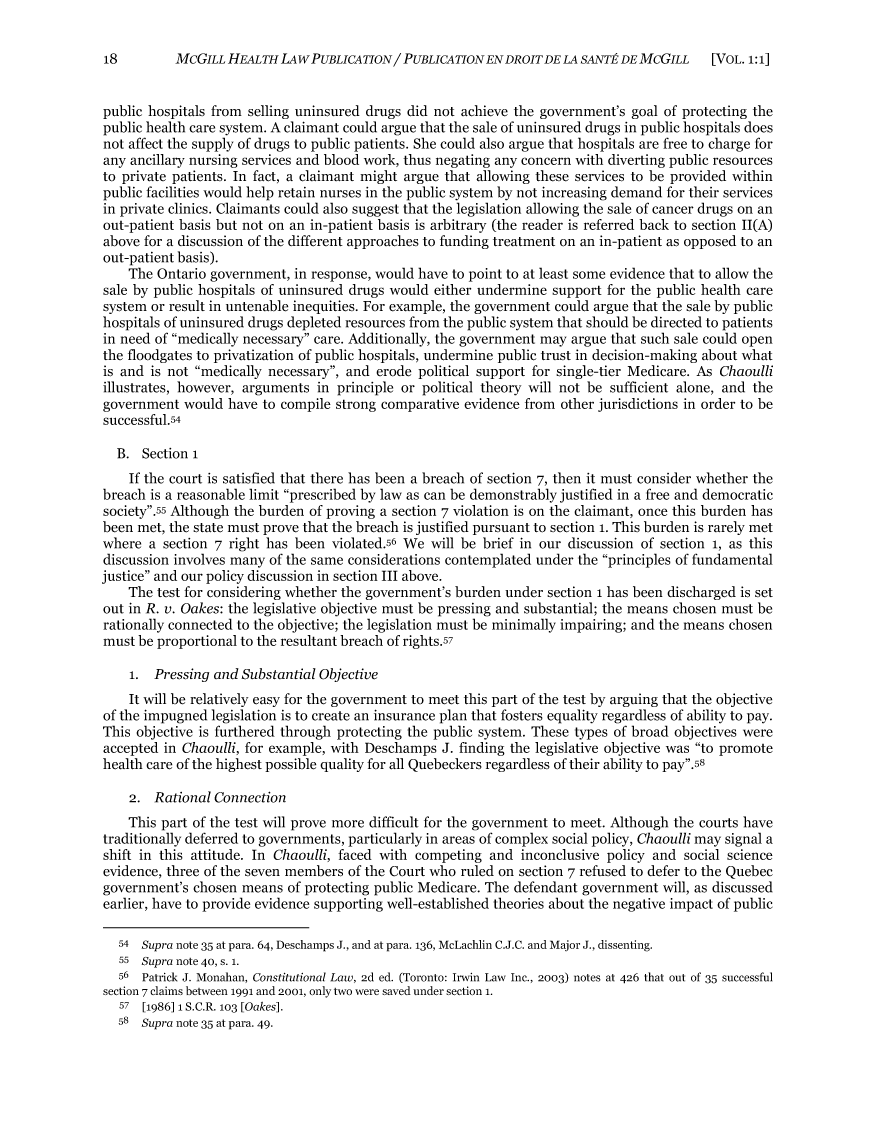 18 MCGILL HEALTH LAW PUBLICATION / PUBLICATION EN DROIT DE LA SANTÉ DE MCGILL [VOL. 1:1]
public hospitals from selling uninsured drugs did not achieve the government’s goal of protecting the
public health care system. A claimant could argue that the sale of uninsured drugs in public hospitals does
not affect the supply of drugs to public patients. She could also argue that hospitals are free to charge for
any ancillary nursing services and blood work, thus negating any concern with diverting public resources
to private patients. In fact, a claimant might argue that allowing these services to be provided within
public facilities would help retain nurses in the public system by not increasing demand for their services
in private clinics. Claimants could also suggest that the legislation allowing the sale of cancer drugs on an
out-patient basis but not on an in-patient basis is arbitrary (the reader is referred back to section II(A)
above for a discussion of the different approaches to funding treatment on an in-patient as opposed to an
out-patient basis).
The Ontario government, in response, would have to point to at least some evidence that to allow the
sale by public hospitals of uninsured drugs would either undermine support for the public health care
system or result in untenable inequities. For example, the government could argue that the sale by public
hospitals of uninsured drugs depleted resources from the public system that should be directed to patients
in need of “medically necessary” care. Additionally, the government may argue that such sale could open
the floodgates to privatization of public hospitals, undermine public trust in decision-making about what
is and is not “medically necessary”, and erode political support for single-tier Medicare. As Chaoulli
illustrates, however, arguments in principle or political theory will not be sufficient alone, and the
government would have to compile strong comparative evidence from other jurisdictions in order to be
successful.54
B. Section 1
If the court is satisfied that there has been a breach of section 7, then it must consider whether the
breach is a reasonable limit “prescribed by law as can be demonstrably justified in a free and democratic
society”.55 Although the burden of proving a section 7 violation is on the claimant, once this burden has
been met, the state must prove that the breach is justified pursuant to section 1. This burden is rarely met
where a section 7 right has been violated.56 We will be brief in our discussion of section 1, as this
discussion involves many of the same considerations contemplated under the “principles of fundamental
justice” and our policy discussion in section III above.
The test for considering whether the government’s burden under section 1 has been discharged is set
out in R. v. Oakes: the legislative objective must be pressing and substantial; the means chosen must be
rationally connected to the objective; the legislation must be minimally impairing; and the means chosen
must be proportional to the resultant breach of rights.57
1. Pressing and Substantial Objective
It will be relatively easy for the government to meet this part of the test by arguing that the objective
of the impugned legislation is to create an insurance plan that fosters equality regardless of ability to pay.
This objective is furthered through protecting the public system. These types of broad objectives were
accepted in Chaoulli, for example, with Deschamps J. finding the legislative objective was “to promote
health care of the highest possible quality for all Quebeckers regardless of their ability to pay”.58
2. Rational Connection
This part of the test will prove more difficult for the government to meet. Although the courts have
traditionally deferred to governments, particularly in areas of complex social policy, Chaoulli may signal a
shift in this attitude. In Chaoulli, faced with competing and inconclusive policy and social science
evidence, three of the seven members of the Court who ruled on section 7 refused to defer to the Quebec
government’s chosen means of protecting public Medicare. The defendant government will, as discussed
earlier, have to provide evidence supporting well-established theories about the negative impact of public
54 Supra note 35 at para. 64, Deschamps J., and at para. 136, McLachlin C.J.C. and Major J., dissenting.
55 Supra note 40, s. 1.
56 Patrick J. Monahan, Constitutional Law, 2d ed. (Toronto: Irwin Law Inc., 2003) notes at 426 that out of 35 successful
section 7 claims between 1991 and 2001, only two were saved under section 1.
57 [1986] 1 S.C.R. 103 [Oakes].
58 Supra note 35 at para. 49.